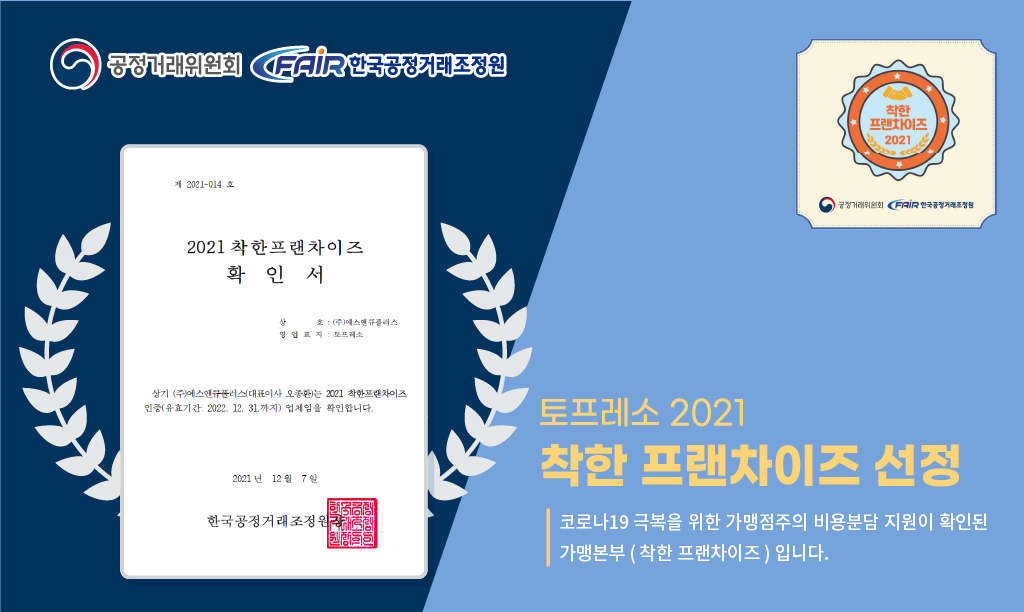 공정거래위원회 FAIR 한국공정거래조정원
착한
프랜차이즈
2021
공정거래위원회 FAIR 한국공정거래조정원
제 2021-014 호
2021 착한프랜차이즈
확 인 서
상 호 : (주)에스앤큐플러스
영 업 표 지 : 토프레소
상기 (주)에스앤큐플러스(대표이사 오종환)는 2021 착한프랜차이즈
인증(유효기간: 2022. 12. 31.까지) 업체임을 확인합니다.
2021년 12월 7일
한국공정거래조정원장
토프레소 2021
착한 프랜차이즈 선정
코로나19 극복을 위한 가맹점주의 비용분담 지원이 확인된
가맹본부 ( 착한 프랜차이즈 ) 입니다.